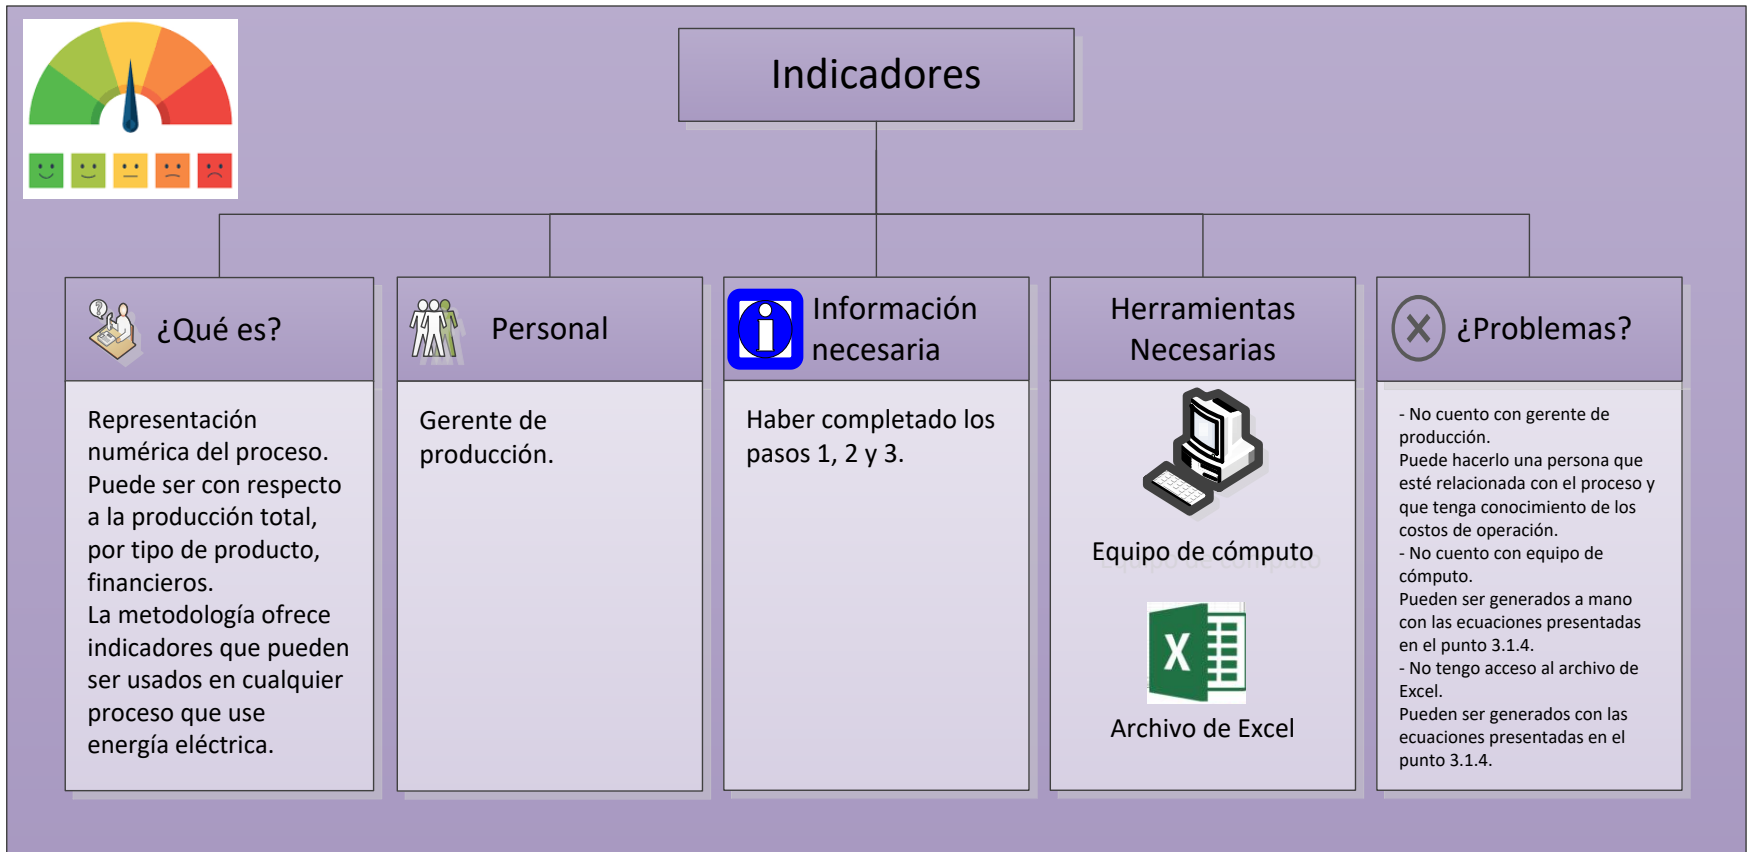 Indicadores
¿Qué es?
Representación
numérica del proceso.
Puede ser con respecto
a la producción total,
por tipo de producto,
financieros.
La metodología ofrece
indicadores que pueden
ser usados en cualquier
proceso que use
energía eléctrica.
Personal
Gerente de
producción.
Información
necesaria
Haber completado los
pasos 1, 2 y 3.
Herramientas
Necesarias
Equipo de cómputo
Archivo de Excel
¿Problemas?
- No cuento con gerente de
producción.
Puede hacerlo una persona que
esté relacionada con el proceso y
que tenga conocimiento de los
costos de operación.
- No cuento con equipo de
cómputo.
Pueden ser generados a mano
con las ecuaciones presentadas
en el punto 3.1.4.
- No tengo acceso al archivo de
Excel.
Pueden ser generados con las
ecuaciones presentadas en el
punto 3.1.4.